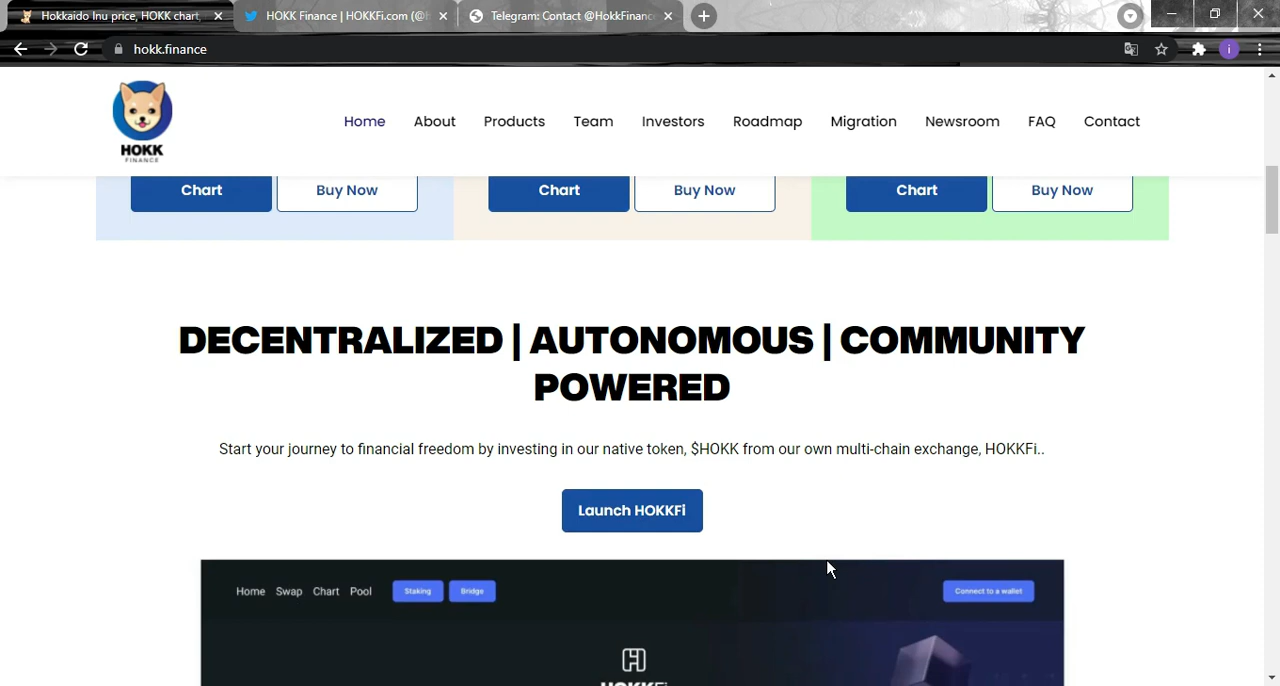 Hokkaido Inu price, HOKK chart,
HOKK Finance | HOKKFi.com (@h
Telegram: Contact @HokkFinanc
hokk.finance
i
HOKK
FINANCE
Home About Products Team Investors Roadmap Migration Newsroom FAQ Contact
Chart Buy Now Chart Buy Now Chart Buy Now
DECENTRALIZED | AUTONOMOUS | COMMUNITY
POWERED
Start your journey to financial freedom by investing in our native token, $HOKK from our own multi-chain exchange, HOKKFi..
Launch HOKKFi
Home Swap Chart Pool Staking Bridge Connect to a wallet
HOKKFi